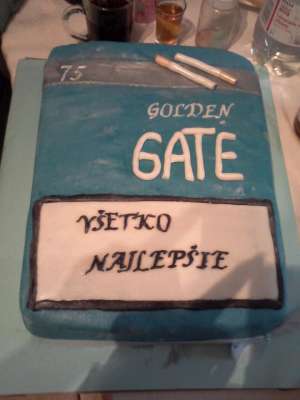 75
GOLDEN
GATE
VŠETKO
NAJLEPŠIE